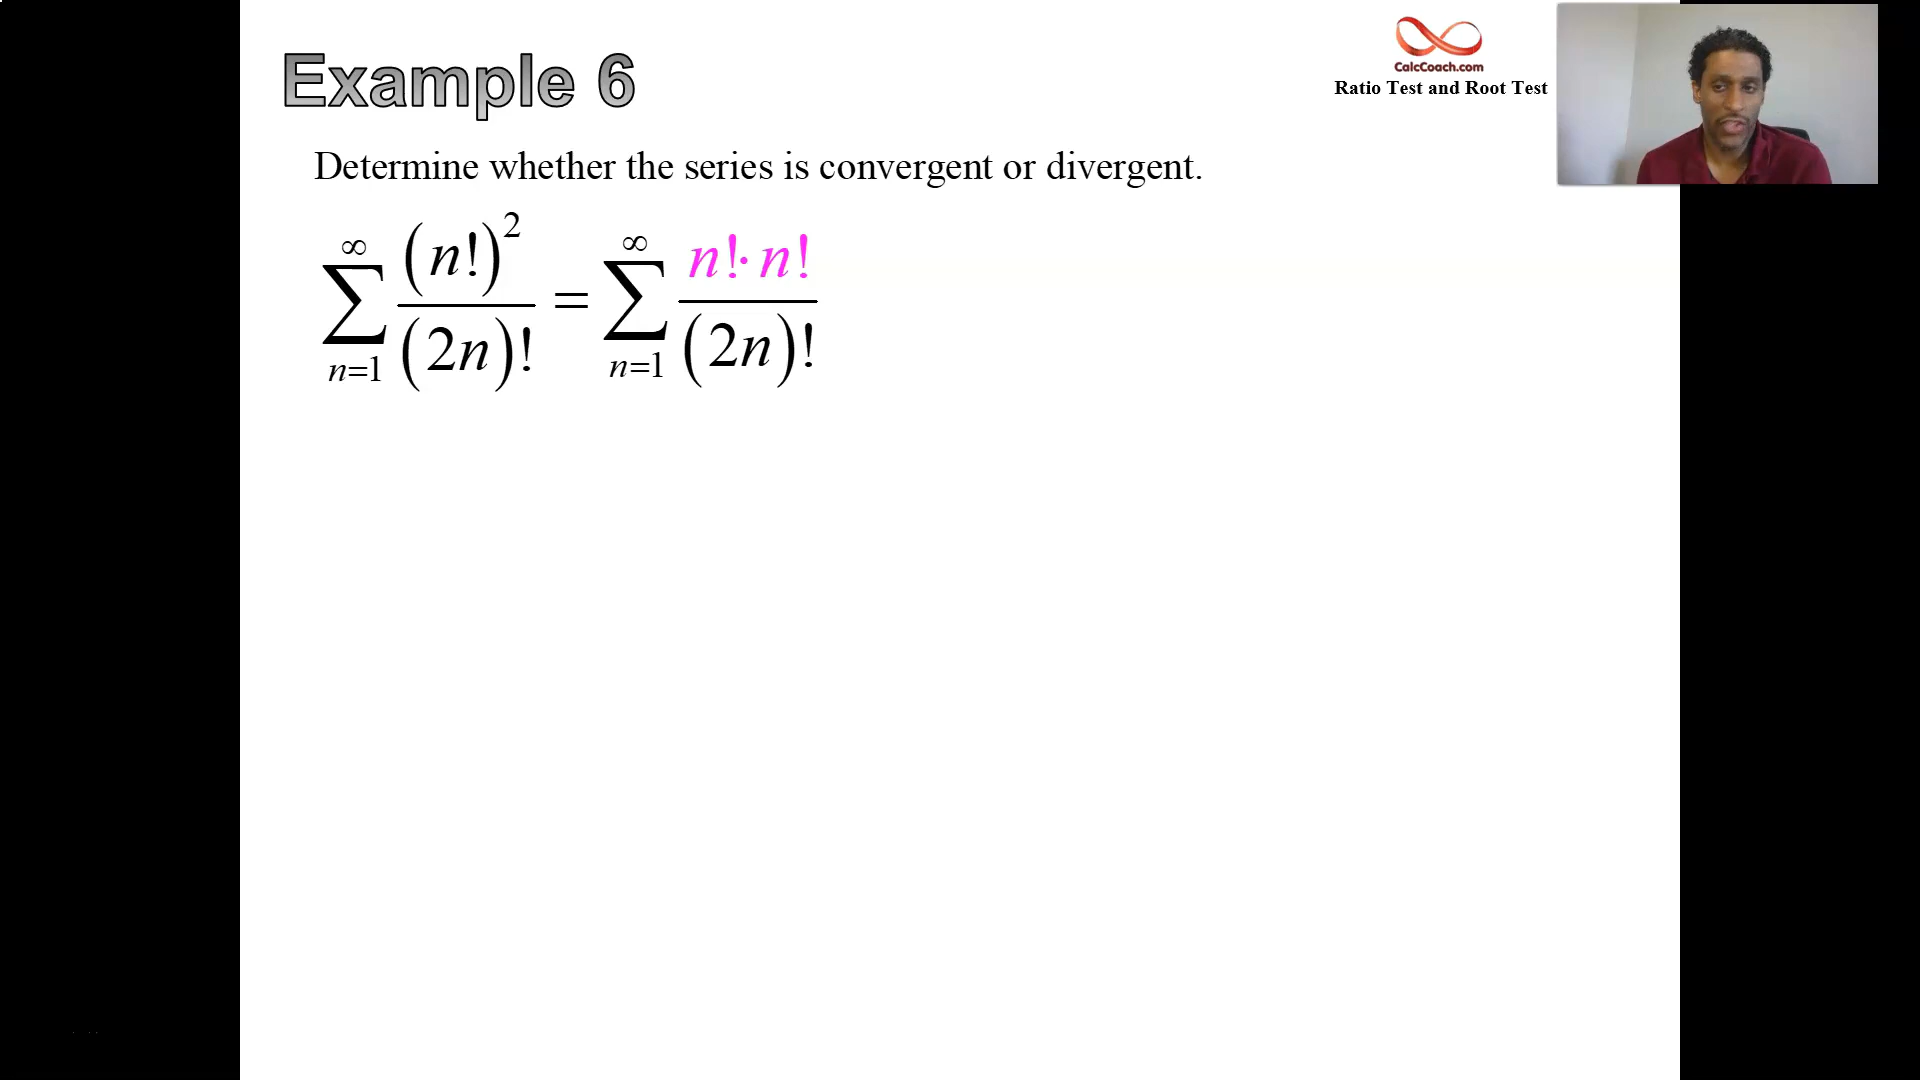 Example 6
CalcCoach.com
Ratio Test and Root Test
Determine whether the series is convergent or divergent.
∑_{n=1}^{∞} (n!)^2 / (2n)! = ∑_{n=1}^{∞} n!·n! / (2n)!